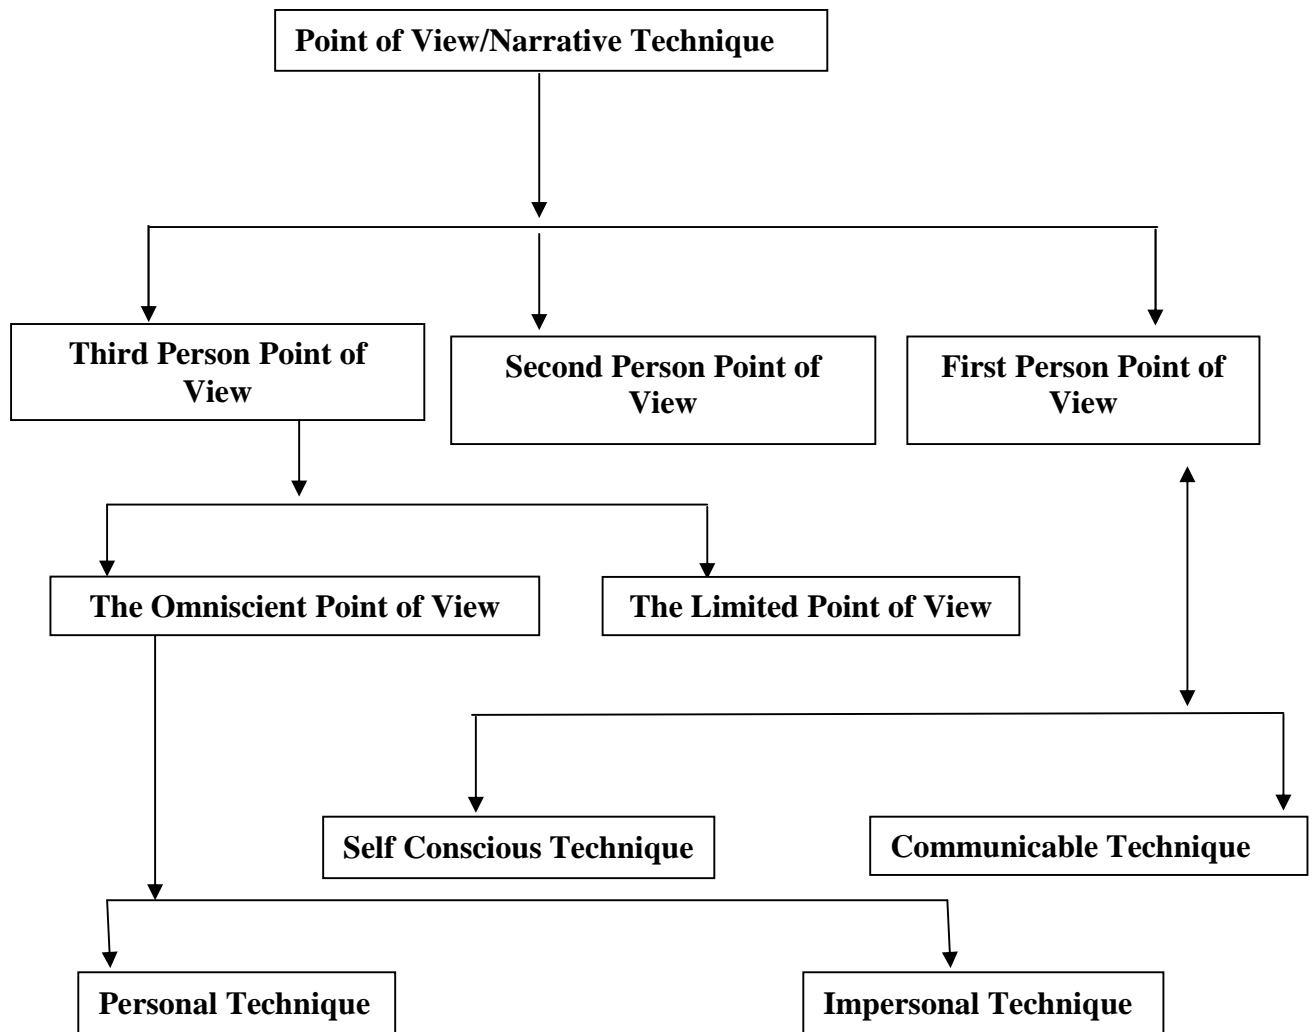 Point of View/Narrative Technique
Third Person Point of
View
Second Person Point of
View
First Person Point of
View
The Omniscient Point of View
The Limited Point of View
Self Conscious Technique
Communicable Technique
Personal Technique
Impersonal Technique